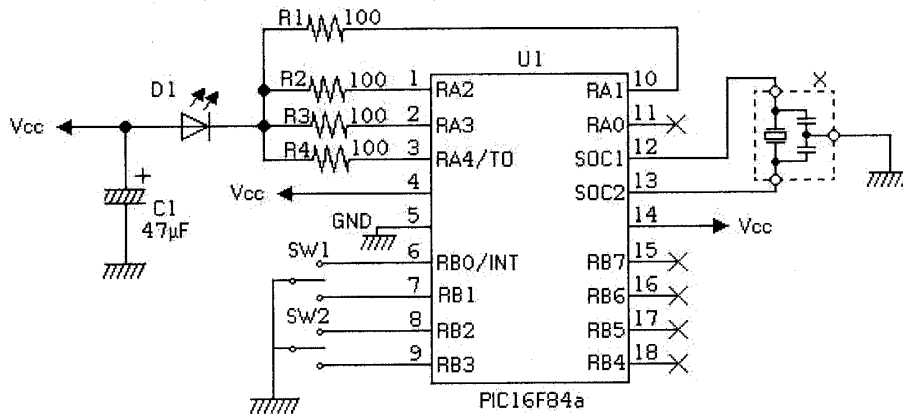 R1 100
U1
R2 100 1 RA2 RA1 10
D1
R3 100 2 RA3 RA0 11
X
Vcc
R4 100 3 RA4/TO SOC1 12
Vcc 4 SOC2 13
+
C1
47µF
GND 5 14 Vcc
SW1 6 RB0/INT RB7 15
7 RB1 RB6 16
SW2 8 RB2 RB5 17
9 RB3 RB4 18
PIC16F84a